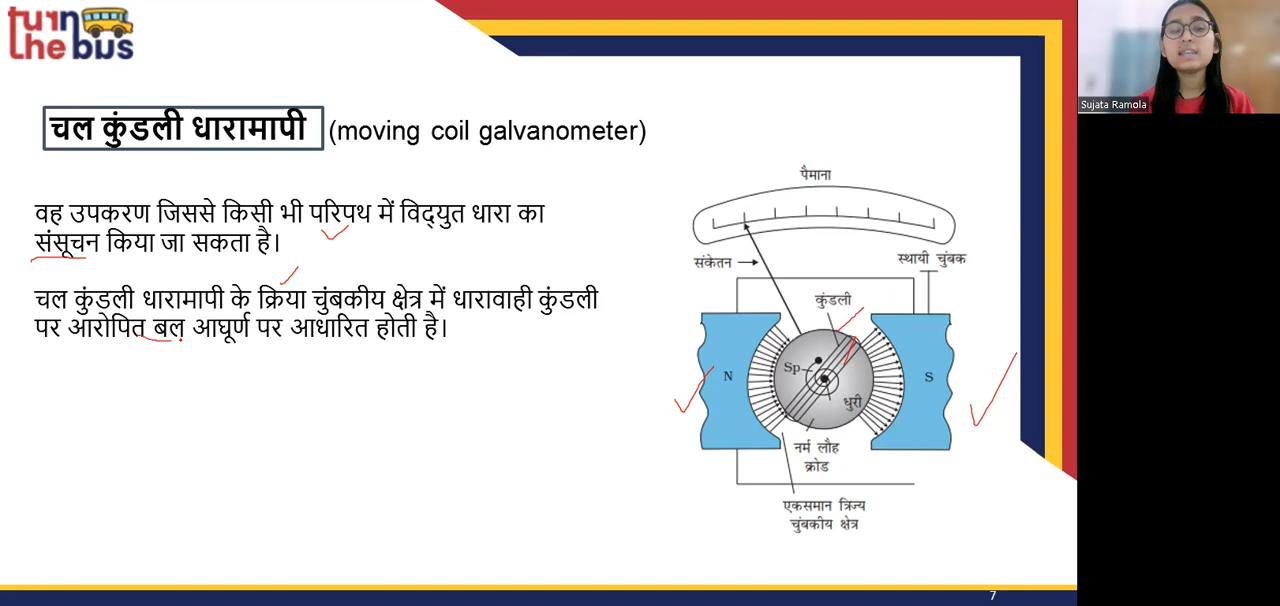 turn
the bus
Sujata Ramola
चल कुंडली धारामापी (moving coil galvanometer)
वह उपकरण जिससे किसी भी परिपथ में विद्युत धारा का
संसूचन किया जा सकता है।
चल कुंडली धारामापी के क्रिया चुंबकीय क्षेत्र में धारावाही कुंडली
पर आरोपित बल आघूर्ण पर आधारित होती है।
पैमाना
संकेतन
स्थायी चुंबक
कुंडली
Sp
N
S
धुरी
नर्म लौह
क्रोड
एकसमान त्रिज्य
चुंबकीय क्षेत्र
7